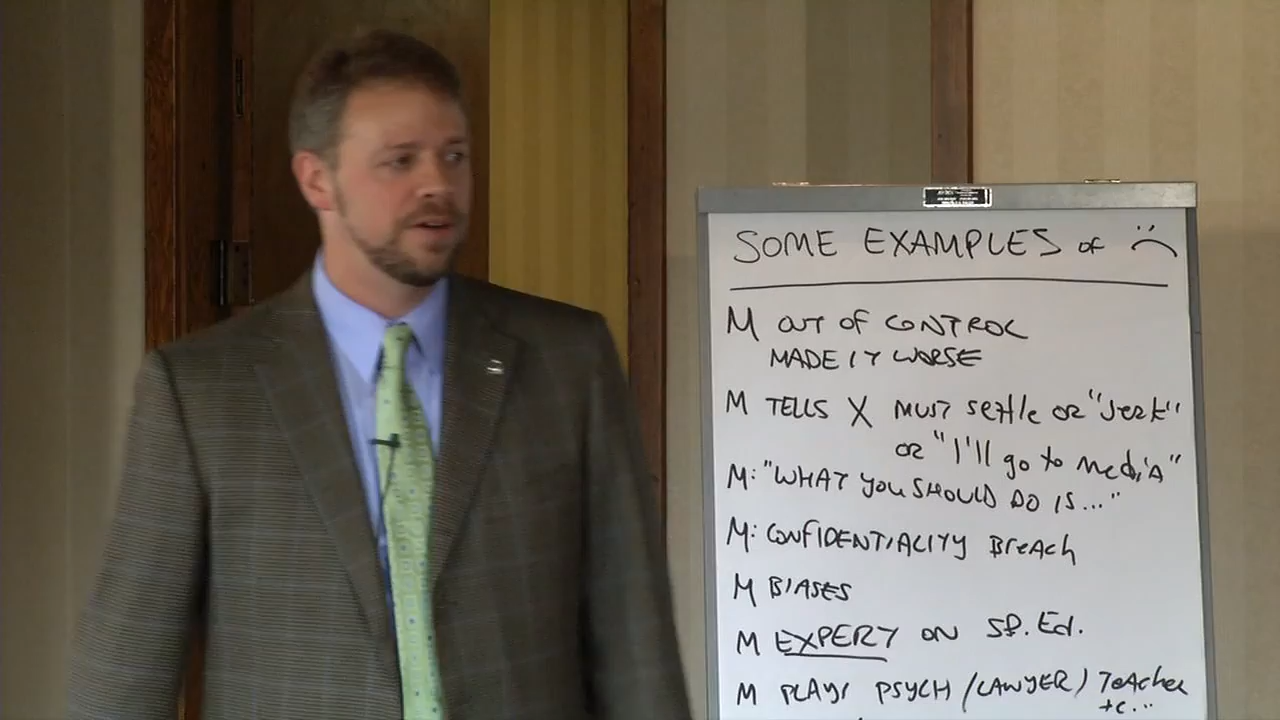 SOME EXAMPLES of
M OUT OF CONTROL
MADE IT WORSE
M TELLS X MUST settle or "Jerk"
or "I'll go to media"
M: "WHAT YOU SHOULD DO IS..."
M: CONFIDENTIALITY Breach
M BIASES
M EXPERT ON SP. Ed.
M PLAYS PSYCH / (LAWYER) Teacher